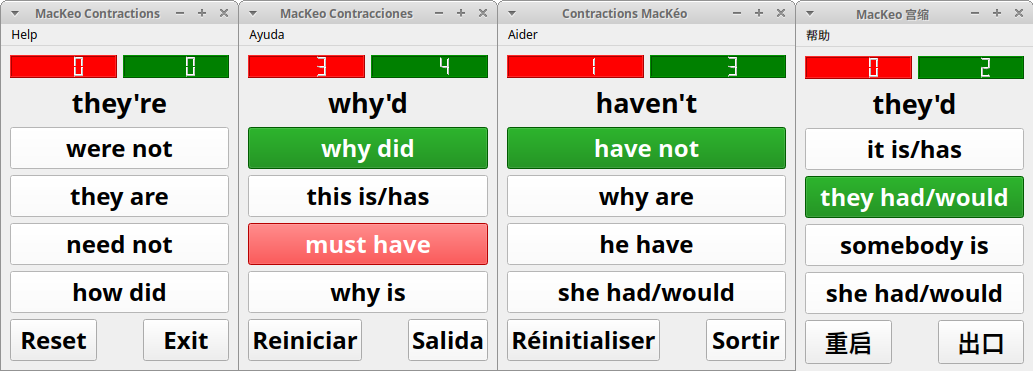 MacKeo Contractions
Help
0 0
they're
were not
they are
need not
how did
Reset Exit
MacKeo Contracciones
Ayuda
3 4
why'd
why did
this is/has
must have
why is
Reiniciar Salida
Contractions MacKéo
Aider
1 3
haven't
have not
why are
he have
she had/would
Réinitialiser Sortir
MacKeo 宫缩
帮助
0 2
they'd
it is/has
they had/would
somebody is
she had/would
重启 出口